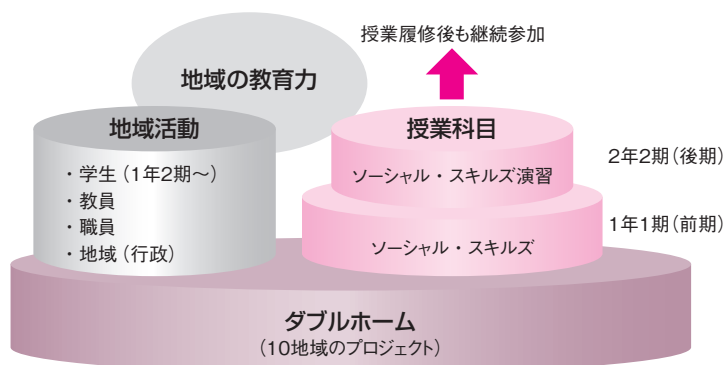 授業履修後も継続参加
地域の教育力
地域活動
・学生(1年2期～)
・教員
・職員
・地域(行政)
授業科目
ソーシャル・スキルズ演習
2年2期(後期)
ソーシャル・スキルズ
1年1期(前期)
ダブルホーム
(10地域のプロジェクト)